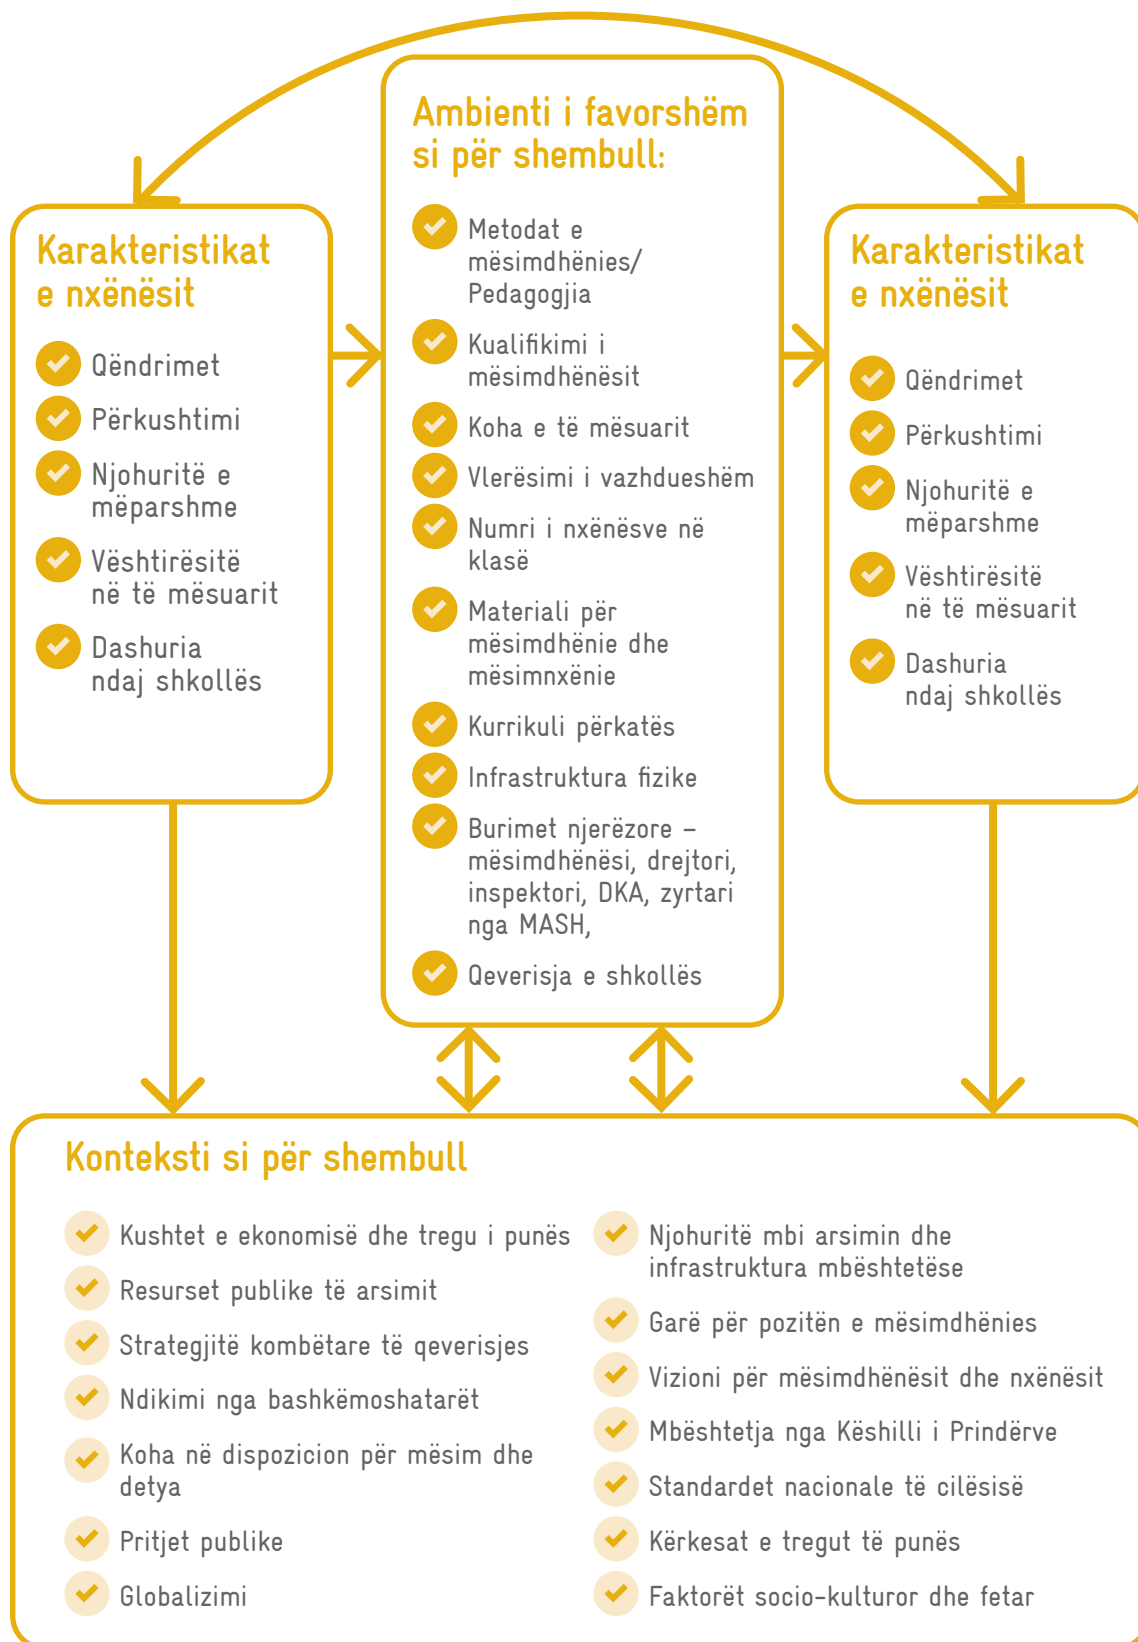 Karakteristikat
e nxënësit
Qëndrimet
Përkushtimi
Njohuritë e
mëparshme
Vështirësitë
në të mësuarit
Dashuria
ndaj shkollës
Ambienti i favorshëm
si për shembull:
Metodat e
mësimdhënies/
Pedagogjia
Kualifikimi i
mësimdhënësit
Koha e të mësuarit
Vlerësimi i vazhdueshëm
Numri i nxënësve në
klasë
Materiali për
mësimdhënie dhe
mësimnxënie
Kurrikuli përkatës
Infrastruktura fizike
Burimet njerëzore –
mësimdhënësi, drejtori,
inspektori, DKA, zyrtari
nga MASH,
Qeverisja e shkollës
Karakteristikat
e nxënësit
Qëndrimet
Përkushtimi
Njohuritë e
mëparshme
Vështirësitë
në të mësuarit
Dashuria
ndaj shkollës
Konteksti si për shembull
Kushtet e ekonomisë dhe tregu i punës
Resurset publike të arsimit
Strategjitë kombëtare të qeverisjes
Ndikimi nga bashkëmoshatarët
Koha në dispozicion për mësim dhe
detya
Pritjet publike
Globalizimi
Njohuritë mbi arsimin dhe
infrastruktura mbështetëse
Garë për pozitën e mësimdhënies
Vizioni për mësimdhënësit dhe nxënësit
Mbështetja nga Këshilli i Prindërve
Standardet nacionale të cilësisë
Kërkesat e tregut të punës
Faktorët socio-kulturor dhe fetar